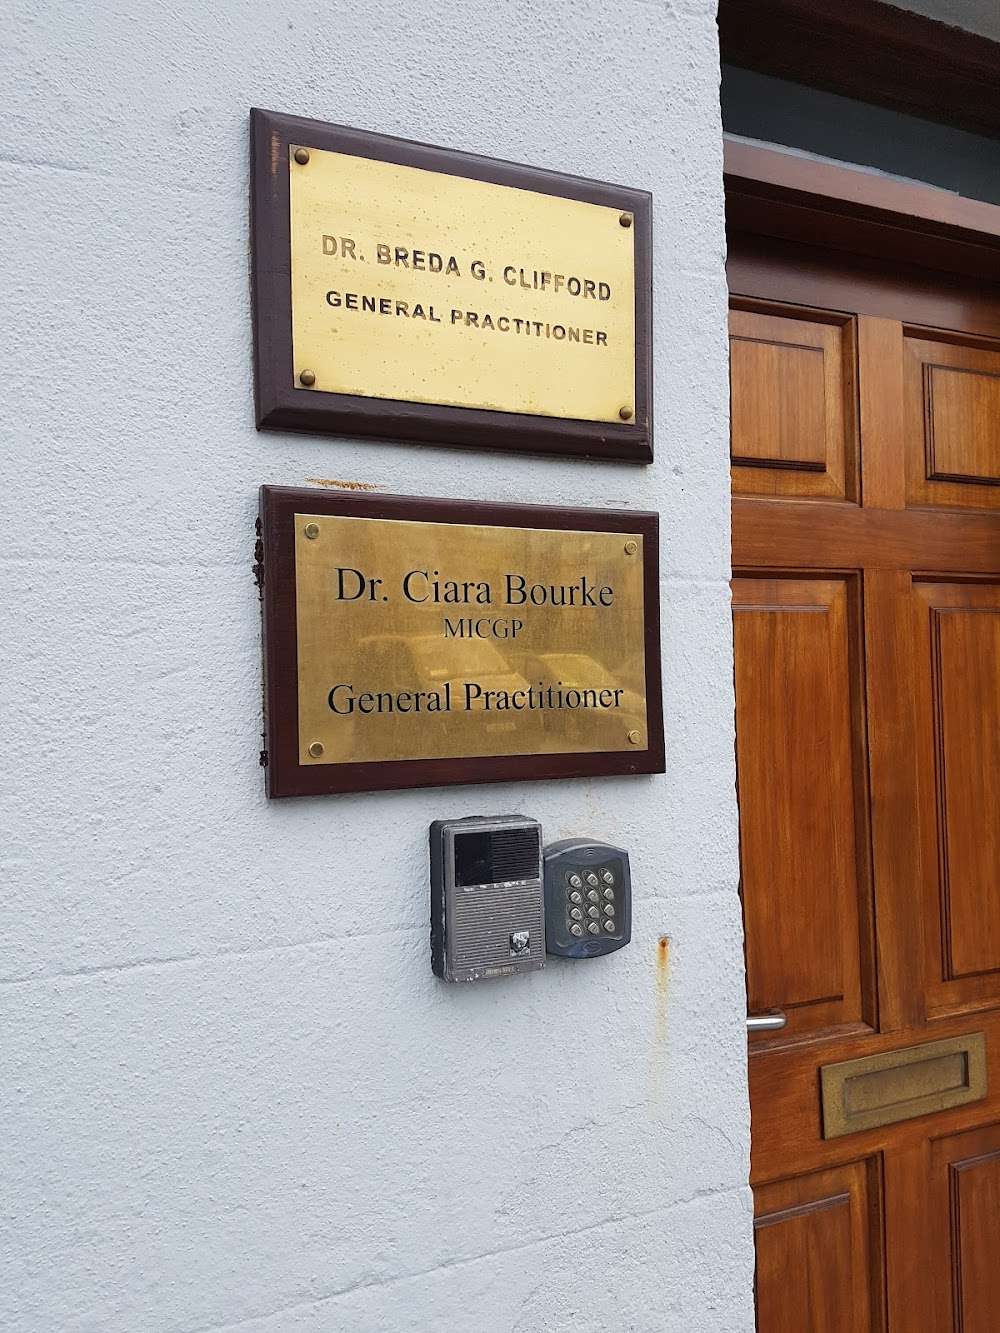 DR. BREDA G. CLIFFORD
GENERAL PRACTITIONER
Dr. Ciara Bourke
MICGP
General Practitioner